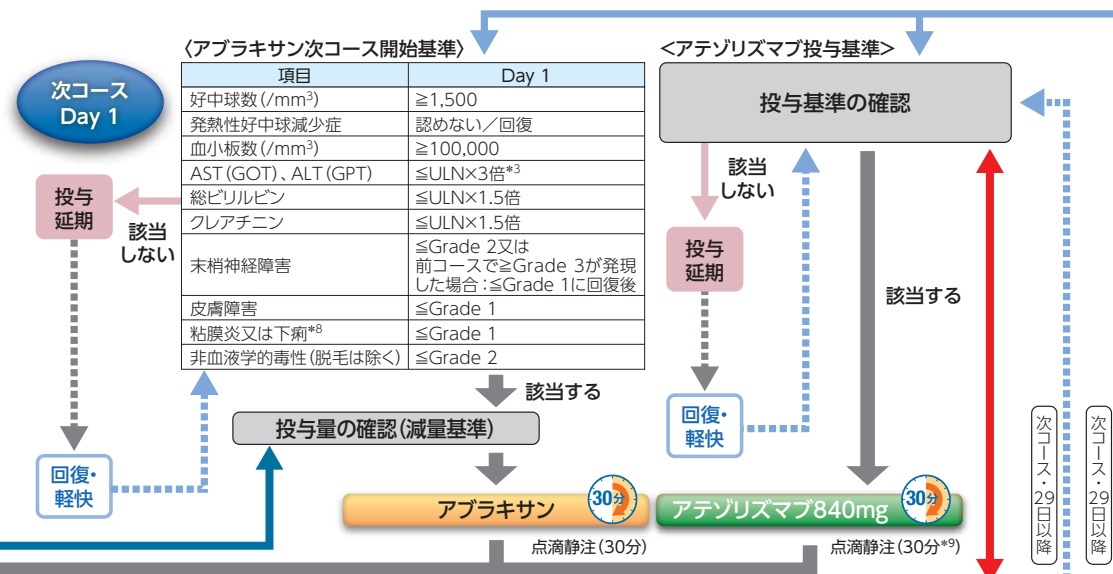 〈アブラキサン次コース開始基準〉
<アテゾリズマブ投与基準>
次コース
Day 1
項目 Day 1
好中球数(/mm³) ≧1,500
発熱性好中球減少症 認めない／回復
血小板数(/mm³) ≧100,000
AST(GOT)、ALT(GPT) ≦ULN×3倍*3
総ビリルビン ≦ULN×1.5倍
クレアチニン ≦ULN×1.5倍
末梢神経障害 ≦Grade 2又は
前コースで≧Grade 3が発現
した場合：≦Grade 1に回復後
皮膚障害 ≦Grade 1
粘膜炎又は下痢*8 ≦Grade 1
非血液学的毒性(脱毛は除く) ≦Grade 2
投与
延期
該当
しない
回復・
軽快
該当する
投与量の確認(減量基準)
アブラキサン
30分
点滴静注(30分)
投与基準の確認
該当
しない
投与
延期
回復・
軽快
該当する
アテゾリズマブ840mg
30分
点滴静注(30分*9)
次コース・29日以降
次コース・29日以降